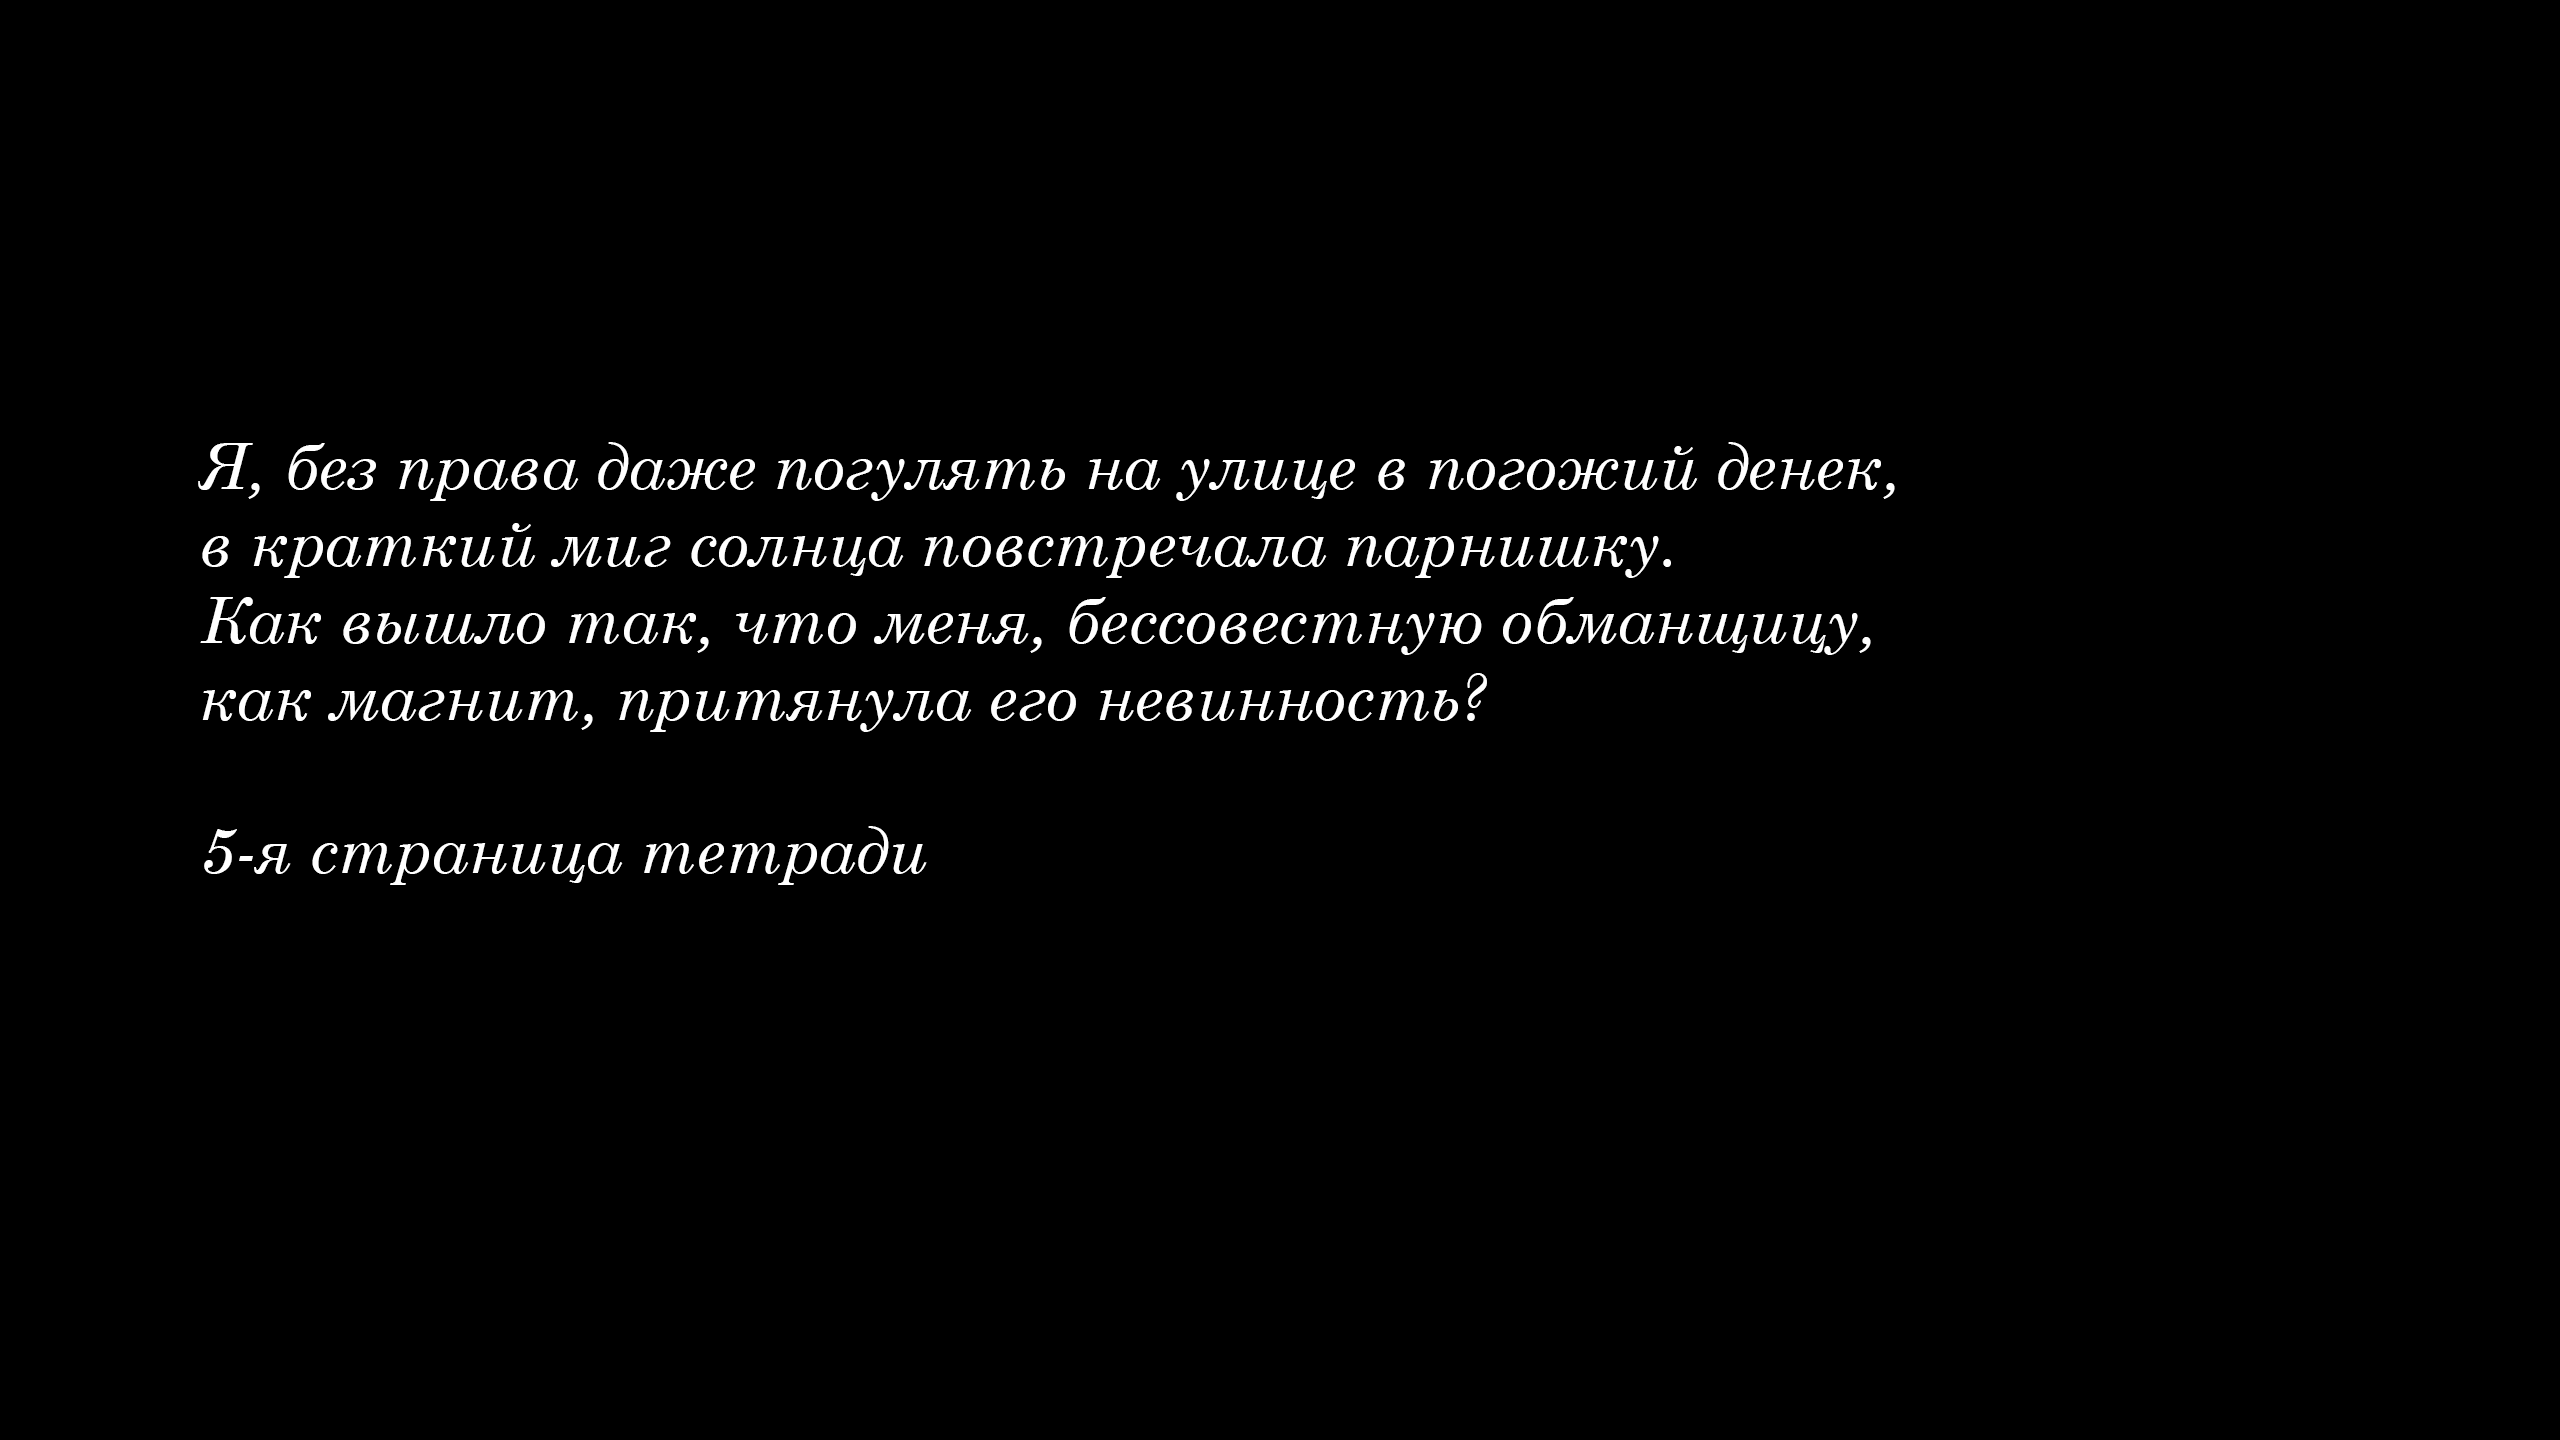 Я, без права даже погулять на улице в погожий денек,
в краткий миг солнца повстречала парнишку.
Как вышло так, что меня, бессовестную обманщицу,
как магнит, притянула его невинность?
5-я страница тетради